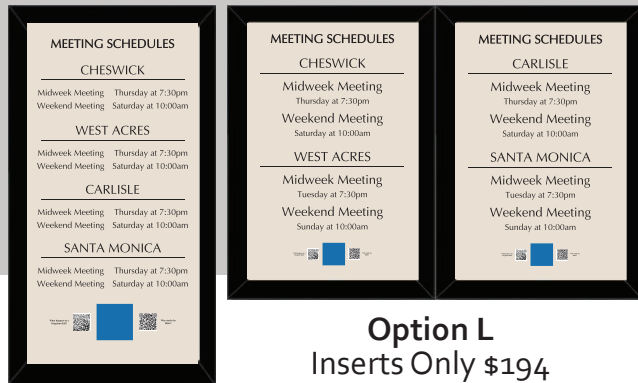 MEETING SCHEDULES
CHESWICK
Midweek Meeting Thursday at 7:30pm
Weekend Meeting Saturday at 10:00am
WEST ACRES
Midweek Meeting Thursday at 7:30pm
Weekend Meeting Saturday at 10:00am
CARLISLE
Midweek Meeting Thursday at 7:30pm
Weekend Meeting Saturday at 10:00am
SANTA MONICA
Midweek Meeting Thursday at 7:30pm
Weekend Meeting Saturday at 10:00am
MEETING SCHEDULES
CHESWICK
Midweek Meeting
Thursday at 7:30pm
Weekend Meeting
Saturday at 10:00am
WEST ACRES
Midweek Meeting
Tuesday at 7:30pm
Weekend Meeting
Sunday at 10:00am
MEETING SCHEDULES
CARLISLE
Midweek Meeting
Thursday at 7:30pm
Weekend Meeting
Saturday at 10:00am
SANTA MONICA
Midweek Meeting
Tuesday at 7:30pm
Weekend Meeting
Sunday at 10:00am
Option L
Inserts Only $194